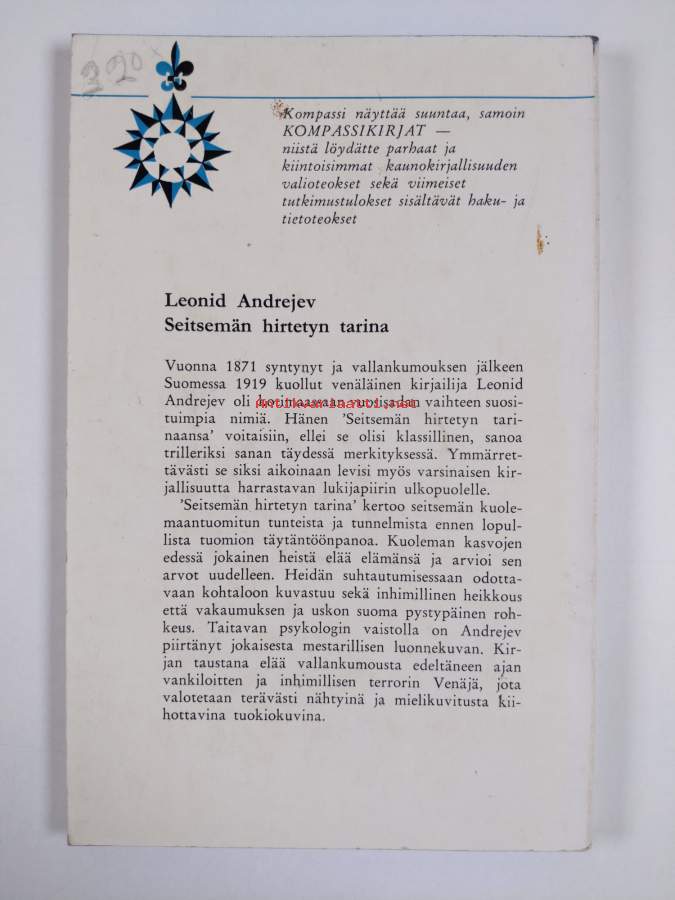 3 20
Kompassi näyttää suuntaa, samoin
KOMPASSIKIRJAT —
niistä löydätte parhaat ja
kiintoisimmat kaunokirjallisuuden
valioteokset sekä viimeiset
tutkimustulokset sisältävät haku- ja
tietoteokset
Leonid Andrejev
Seitsemän hirtetyn tarina
Vuonna 1871 syntynyt ja vallankumouksen jälkeen
Suomessa 1919 kuollut venäläinen kirjailija Leonid
Andrejev oli kotimaassaan vuosisadan vaihteen suosi-
Antikvariaatti.net
tuimpia nimiä. Hänen 'Seitsemän hirtetyn tari-
naansa' voitaisiin, ellei se olisi klassillinen, sanoa
trilleriksi sanan täydessä merkityksessä. Ymmärret-
tävästi se siksi aikoinaan levisi myös varsinaisen kir-
jallisuutta harrastavan lukijapiirin ulkopuolelle.
'Seitsemän hirtetyn tarina' kertoo seitsemän kuole-
maantuomitun tunteista ja tunnelmista ennen lopul-
lista tuomion täytäntöönpanoa. Kuoleman kasvojen
edessä jokainen heistä elää elämänsä ja arvioi sen
arvot uudelleen. Heidän suhtautumisessaan odotta-
vaan kohtaloon kuvastuu sekä inhimillinen heikkous
että vakaumuksen ja uskon suoma pystypäinen roh-
keus. Taitavan psykologin vaistolla on Andrejev
piirtänyt jokaisesta mestarillisen luonnekuvan. Kir-
jan taustana elää vallankumousta edeltäneen ajan
vankiloitten ja inhimillisen terrorin Venäjä, jota
valotetaan terävästi nähtyinä ja mielikuvitusta kii-
hottavina tuokiokuvina.